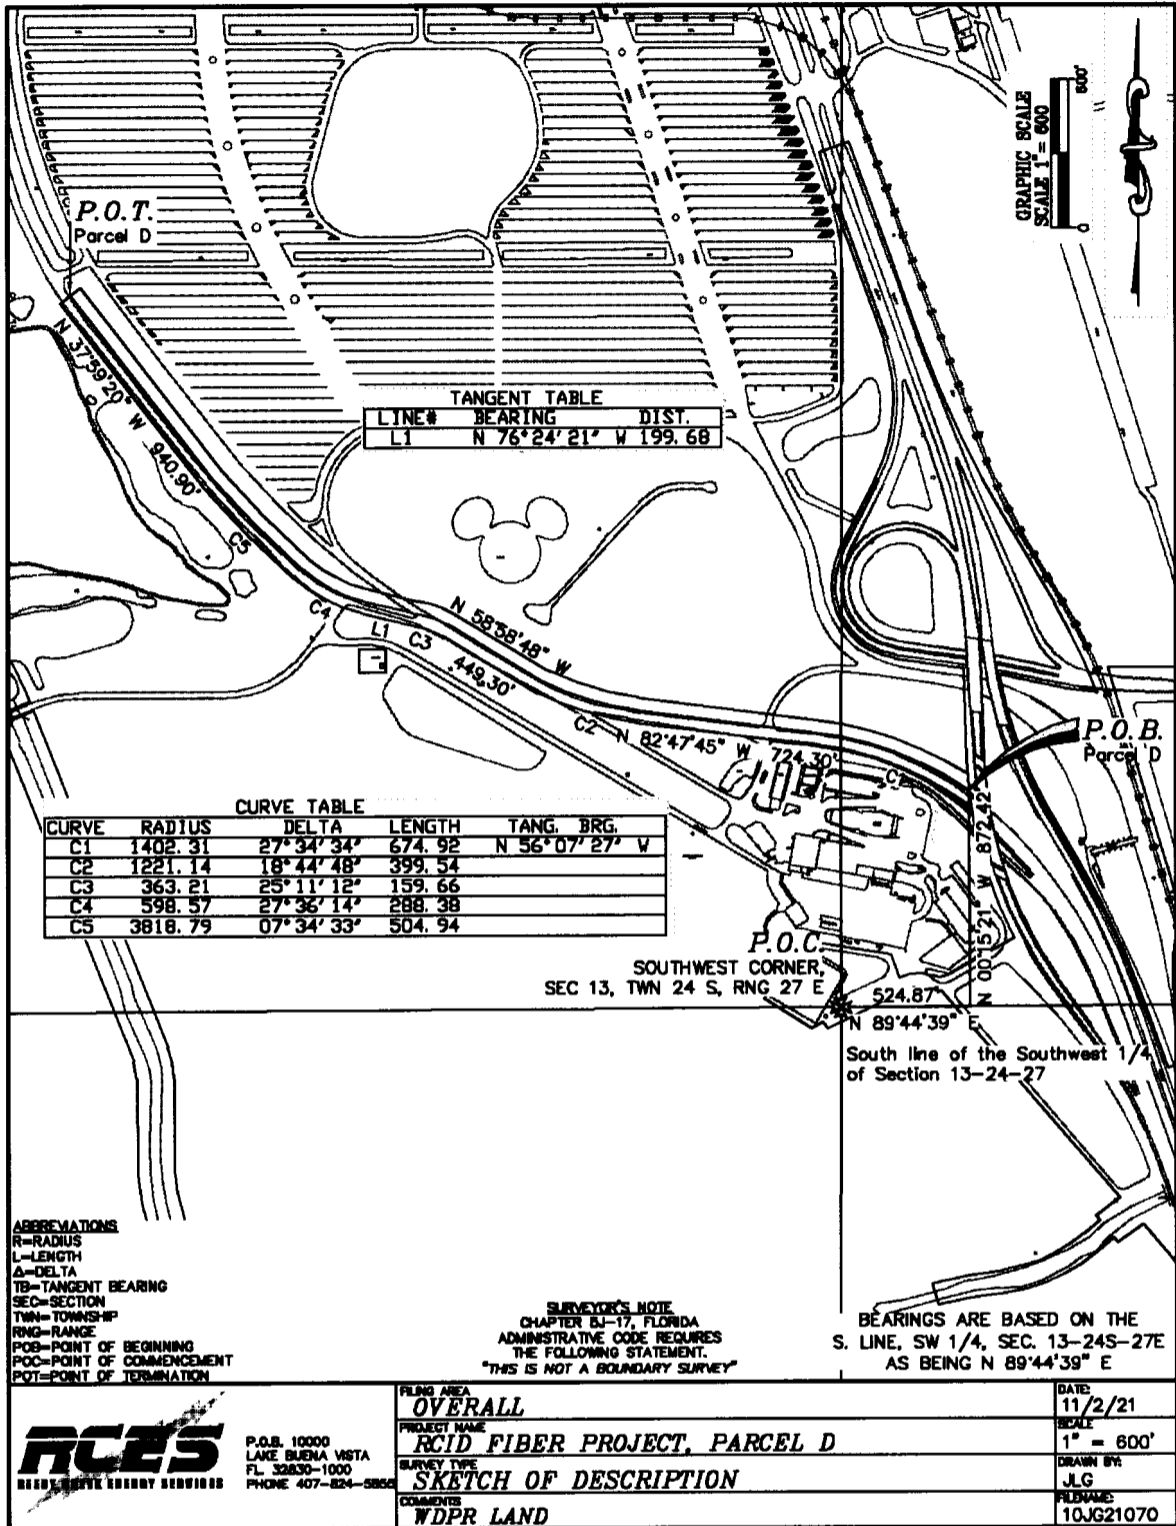 GRAPHIC SCALE
SCALE 1" = 600
0
600'
P.O.T.
Parcel D
N 37°59'20" W 940.90'
TANGENT TABLE
LINE# BEARING DIST.
L1 N 76°24'21" W 199.68
C5
C4
L1
C3
N 58°58'48" W
449.30'
C2
N 82°47'45" W 724.30'
C1
P.O.B.
Parcel D
N 00°15'21" W 872.42'
CURVE TABLE
CURVE RADIUS DELTA LENGTH TANG. BRG.
C1 1402.31 27°34'34" 674.92 N 56°07'27" W
C2 1221.14 18°44'48" 399.54
C3 363.21 25°11'12" 159.66
C4 598.57 27°36'14" 288.38
C5 3818.79 07°34'33" 504.94
P.O.C.
SOUTHWEST CORNER,
SEC 13, TWN 24 S, RNG 27 E
524.87'
N 89°44'39" E
South line of the Southwest 1/4
of Section 13-24-27
ABBREVIATIONS
R=RADIUS
L=LENGTH
Δ=DELTA
TB=TANGENT BEARING
SEC=SECTION
TWN=TOWNSHIP
RNG=RANGE
POB=POINT OF BEGINNING
POC=POINT OF COMMENCEMENT
POT=POINT OF TERMINATION
SURVEYOR'S NOTE
CHAPTER 5J-17, FLORIDA
ADMINISTRATIVE CODE REQUIRES
THE FOLLOWING STATEMENT.
"THIS IS NOT A BOUNDARY SURVEY"
BEARINGS ARE BASED ON THE
S. LINE, SW 1/4, SEC. 13-24S-27E
AS BEING N 89°44'39" E
RCES
REEDY CREEK ENERGY SERVICES
P.O.B. 10000
LAKE BUENA VISTA
FL 32830-1000
PHONE 407-824-5856
FILING AREA
OVERALL
PROJECT NAME
RCID FIBER PROJECT, PARCEL D
SURVEY TYPE
SKETCH OF DESCRIPTION
COMMENTS
WDPR LAND
DATE:
11/2/21
SCALE
1" = 600'
DRAWN BY:
JLG
FILENAME:
10JG21070